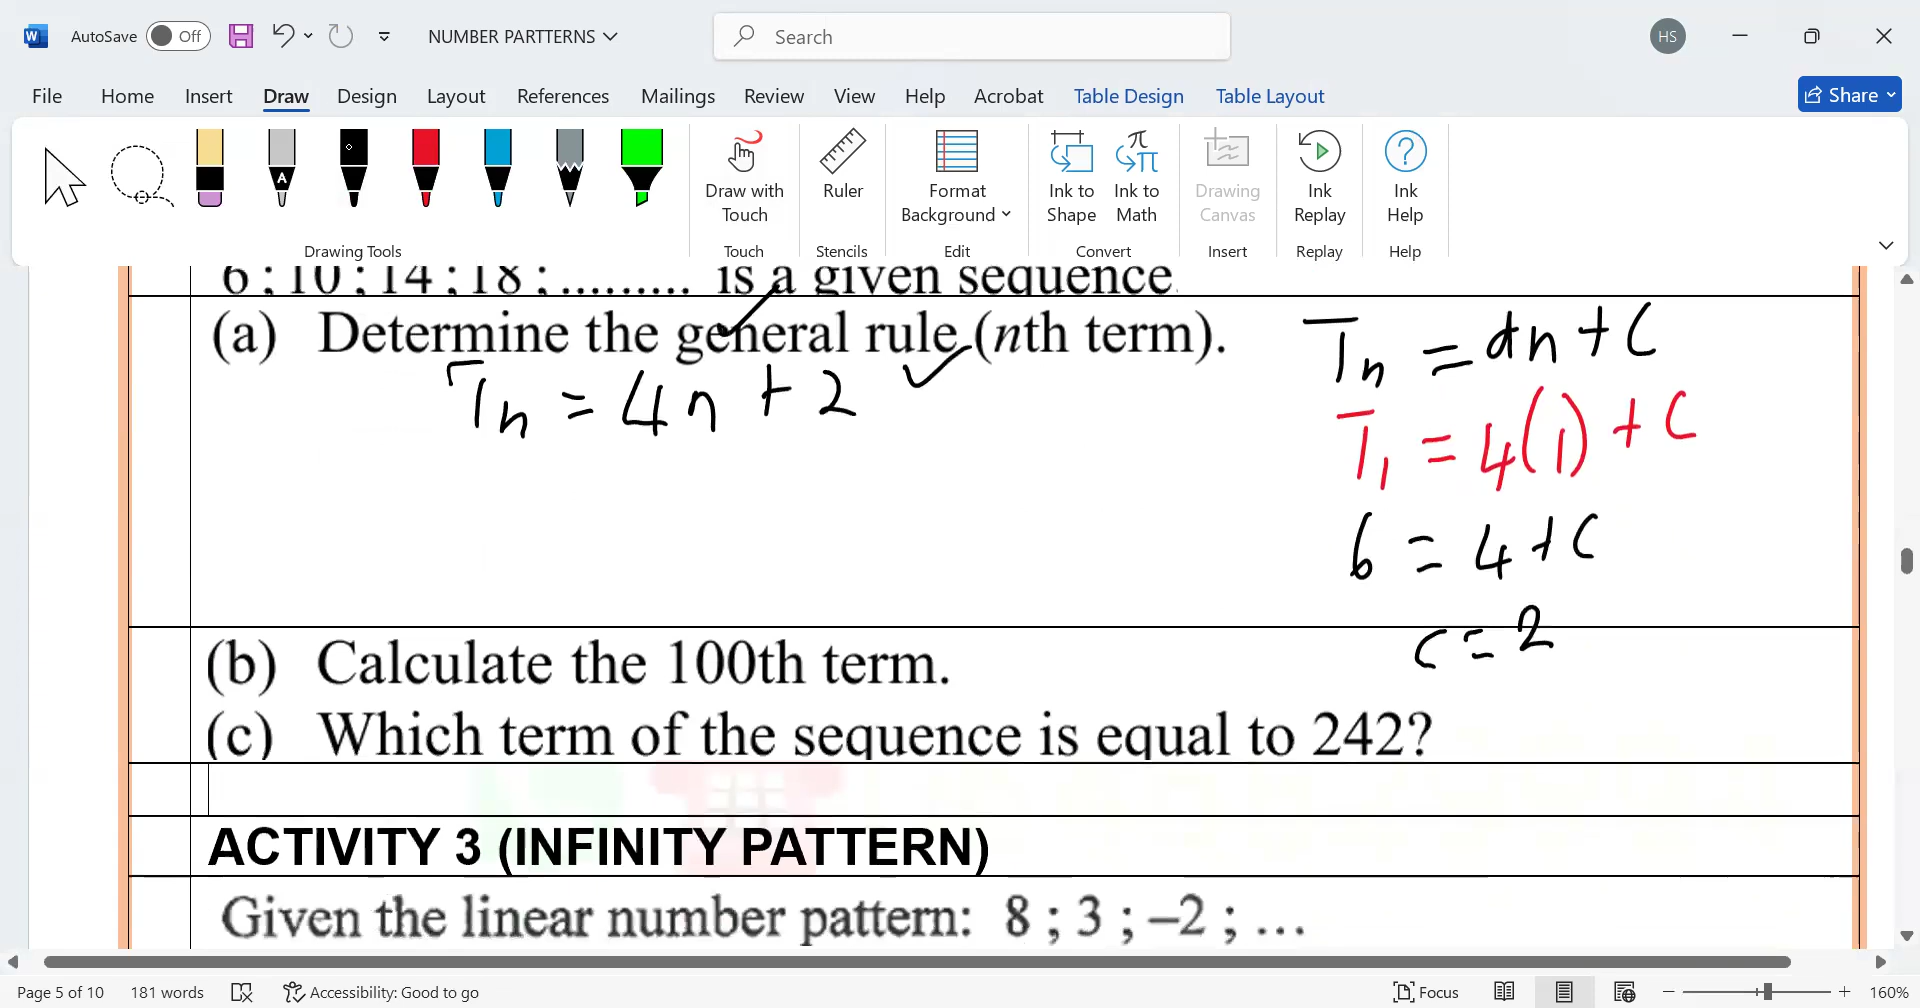 AutoSave Off NUMBER PARTTERNS Search HS
File Home Insert Draw Design Layout References Mailings Review View Help Acrobat Table Design Table Layout Share
A
Draw with Touch
Ruler
Format Background
Ink to Shape
Ink to Math
Drawing Canvas
Ink Replay
Ink Help
Drawing Tools Touch Stencils Edit Convert Insert Replay Help
6 ; 10 ; 14 ; 18 ; ......... is a given sequence
(a) Determine the general rule (nth term).
Tn = 4n + 2
Tn = dn + C
T1 = 4(1) + C
6 = 4 + C
c = 2
(b) Calculate the 100th term.
(c) Which term of the sequence is equal to 242?
ACTIVITY 3 (INFINITY PATTERN)
Given the linear number pattern: 8 ; 3 ; –2 ; ...
Page 5 of 10 181 words Accessibility: Good to go Focus 160%